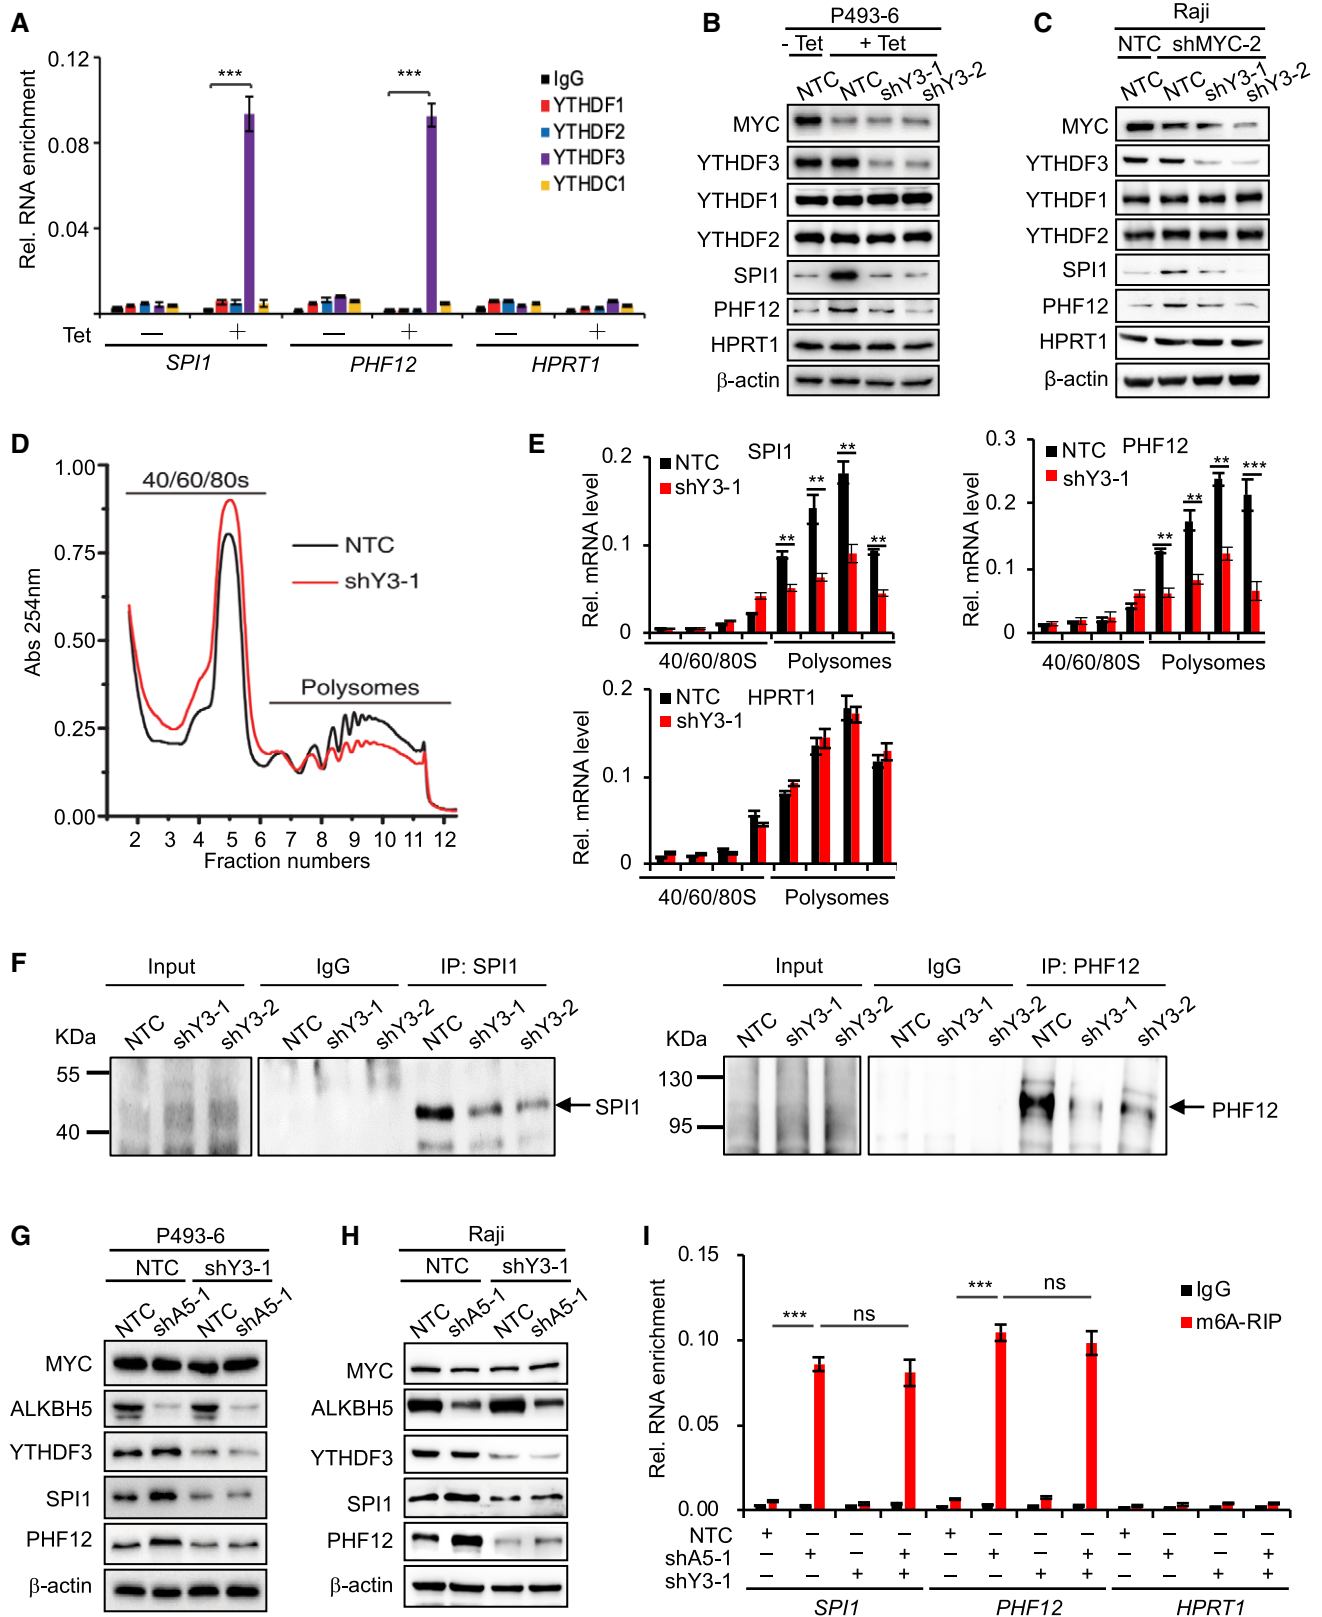 A
Rel. RNA enrichment
0.12
0.08
0.04
***
***
IgG
YTHDF1
YTHDF2
YTHDF3
YTHDC1
Tet
— + — + — +
SPI1 PHF12 HPRT1
B
P493-6
- Tet + Tet
NTC NTC shY3-1 shY3-2
MYC
YTHDF3
YTHDF1
YTHDF2
SPI1
PHF12
HPRT1
β-actin
C
Raji
NTC shMYC-2
NTC NTC shY3-1 shY3-2
MYC
YTHDF3
YTHDF1
YTHDF2
SPI1
PHF12
HPRT1
β-actin
D
Abs 254nm
1.00
0.75
0.50
0.25
0.00
40/60/80s
NTC
shY3-1
Polysomes
2 3 4 5 6 7 8 9 10 11 12
Fraction numbers
E
Rel. mRNA level
0.2
0.1
0
NTC
shY3-1
SPI1
** ** ** **
40/60/80S Polysomes
Rel. mRNA level
0.3
0.2
0.1
0
NTC
shY3-1
PHF12
** ** ** ***
40/60/80S Polysomes
Rel. mRNA level
0.2
0.1
0
NTC
shY3-1
HPRT1
40/60/80S Polysomes
F
Input IgG IP: SPI1
NTC shY3-1 shY3-2 NTC shY3-1 shY3-2 NTC shY3-1 shY3-2
KDa
55
40
SPI1
Input IgG IP: PHF12
NTC shY3-1 shY3-2 NTC shY3-1 shY3-2 NTC shY3-1 shY3-2
KDa
130
95
PHF12
G
P493-6
NTC shY3-1
NTC shA5-1 NTC shA5-1
MYC
ALKBH5
YTHDF3
SPI1
PHF12
β-actin
H
Raji
NTC shY3-1
NTC shA5-1 NTC shA5-1
MYC
ALKBH5
YTHDF3
SPI1
PHF12
β-actin
I
Rel. RNA enrichment
0.15
0.10
0.05
0.00
*** ns
*** ns
IgG
m6A-RIP
NTC + – – – + – – – + – – –
shA5-1 – + – + – + – + – + – +
shY3-1 – – + + – – + + – – + +
SPI1 PHF12 HPRT1